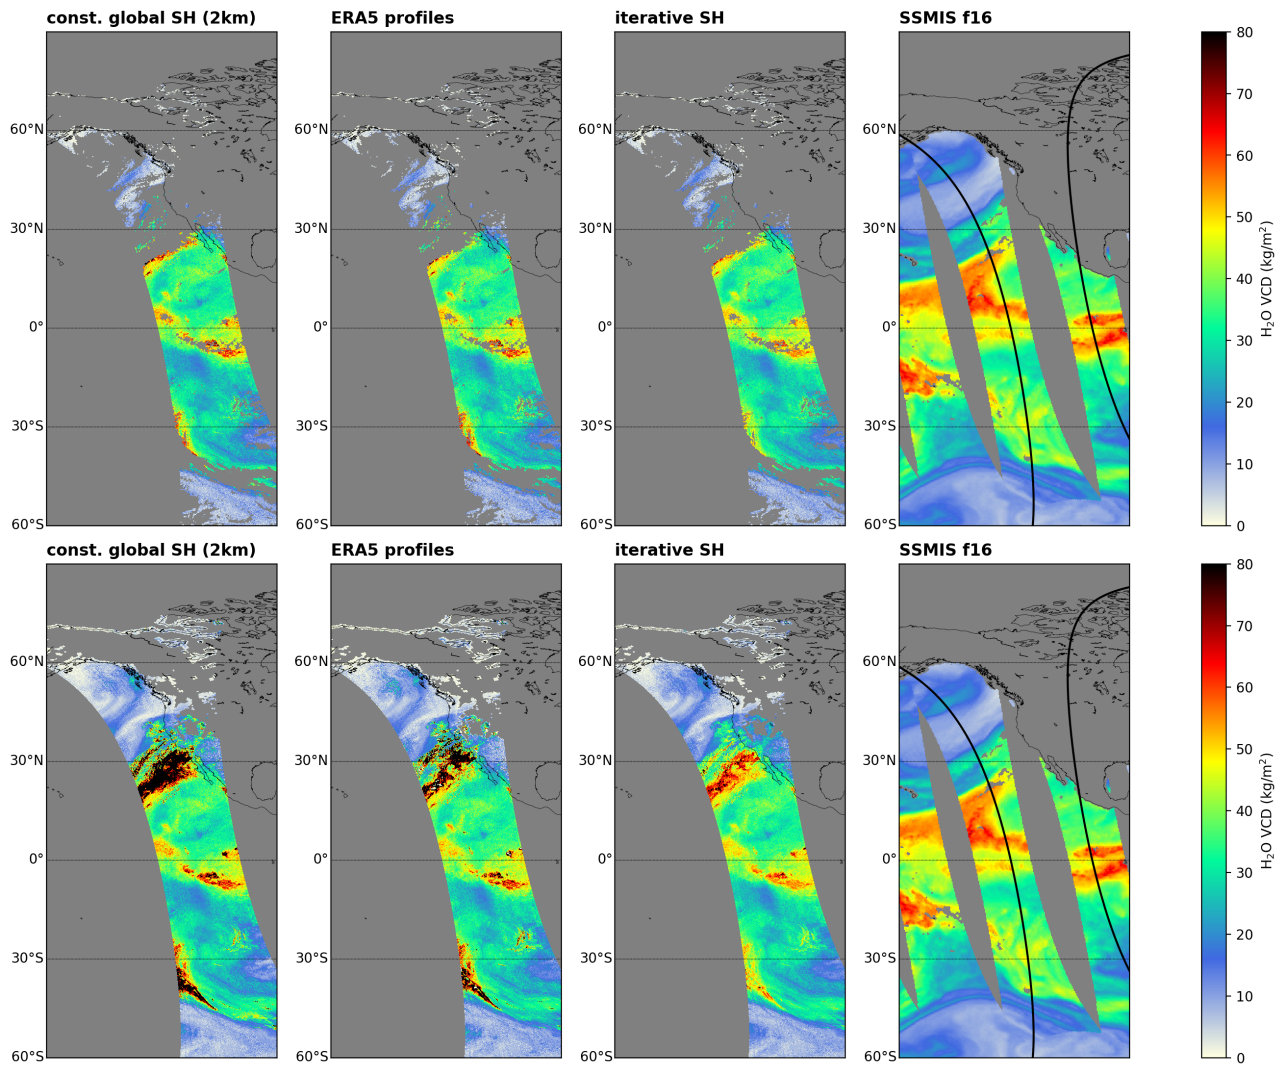 const. global SH (2km) ERA5 profiles iterative SH SSMIS f16
60°N 60°N 60°N 60°N
30°N 30°N 30°N 30°N
0° 0° 0° 0°
30°S 30°S 30°S 30°S
60°S 60°S 60°S 60°S
80
70
60
50
40
30
20
10
0
H₂O VCD (kg/m²)
const. global SH (2km) ERA5 profiles iterative SH SSMIS f16
60°N 60°N 60°N 60°N
30°N 30°N 30°N 30°N
0° 0° 0° 0°
30°S 30°S 30°S 30°S
60°S 60°S 60°S 60°S
80
70
60
50
40
30
20
10
0
H₂O VCD (kg/m²)